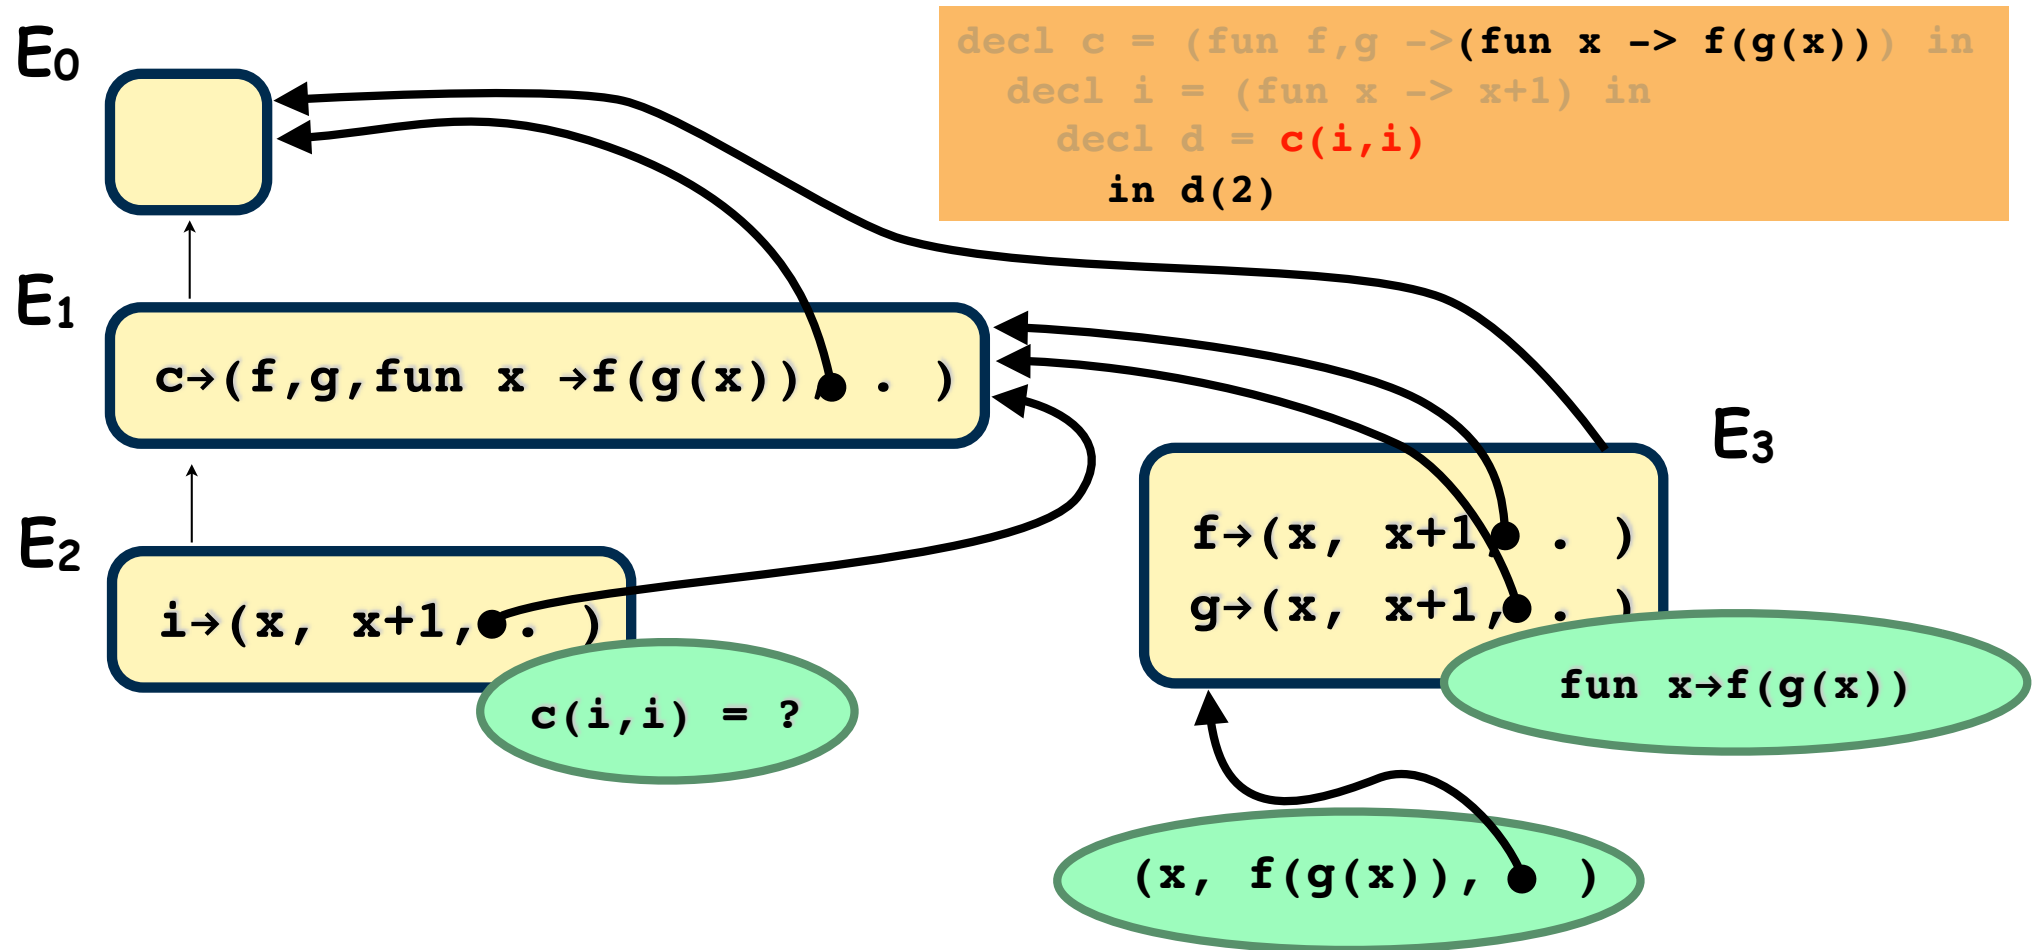 E0
decl c = (fun f,g ->(fun x -> f(g(x))) in
decl i = (fun x -> x+1) in
decl d = c(i,i)
in d(2)
E1
c→(f,g,fun x →f(g(x)), . )
E3
f→(x, x+1, . )
g→(x, x+1, . )
E2
i→(x, x+1, . )
fun x→f(g(x))
c(i,i) = ?
(x, f(g(x)), )